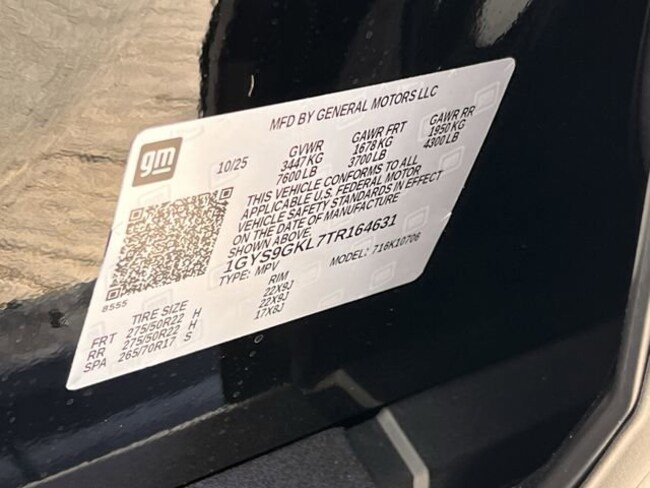 MFD BY GENERAL MOTORS LLC
gm
10/25
GVWR GAWR FRT GAWR RR
3447 KG 1678 KG 1950 KG
7600 LB 3700 LB 4300 LB
THIS VEHICLE CONFORMS TO ALL
APPLICABLE U.S. FEDERAL MOTOR
VEHICLE SAFETY STANDARDS IN EFFECT
ON THE DATE OF MANUFACTURE
SHOWN ABOVE.
1GYS9GKL7TR164631
TYPE: MPV MODEL: 716K10706
8555
TIRE SIZE RIM
FRT 275/50R22 H 22X9J
RR 275/50R22 H 22X9J
SPA 265/70R17 S 17X8J